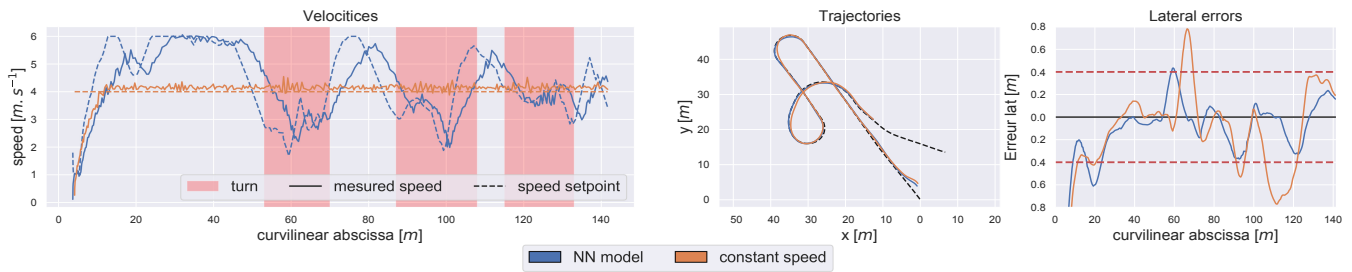 Velocitices
speed [m. s⁻¹]
6
5
4
3
2
1
0
0 20 40 60 80 100 120 140
curvilinear abscissa [m]
turn mesured speed speed setpoint
Trajectories
y [m]
40
30
20
10
0
50 40 30 20 10 0 10 20
x [m]
Lateral errors
Erreur lat [m]
0.8
0.6
0.4
0.2
0.0
0.2
0.4
0.6
0.8
0 20 40 60 80 100 120 140
curvilinear abscissa [m]
NN model constant speed